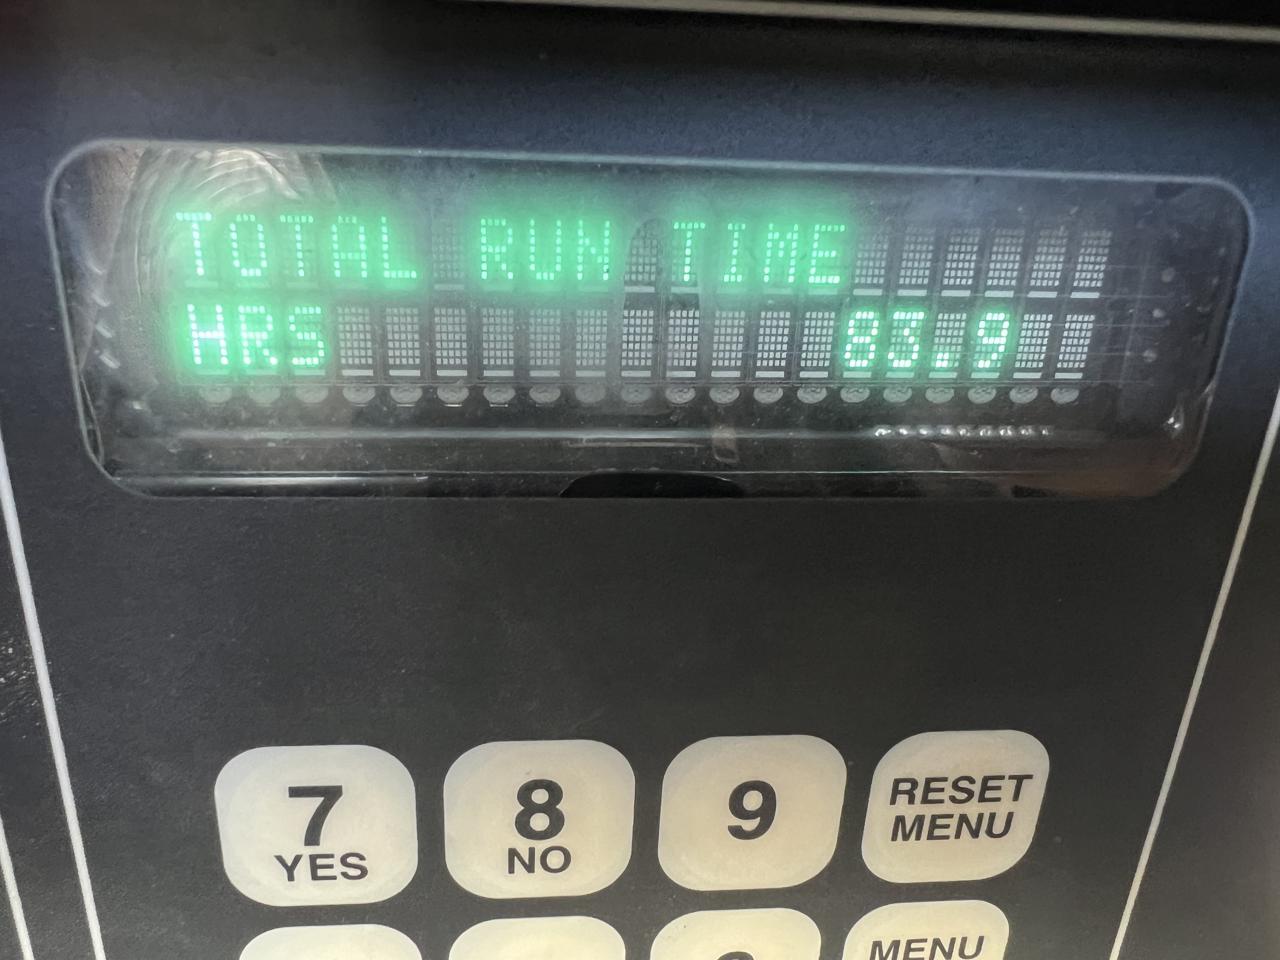 TOTAL RUN TIME
HRS 83.9
7 8 9 RESET
YES NO MENU
MENU